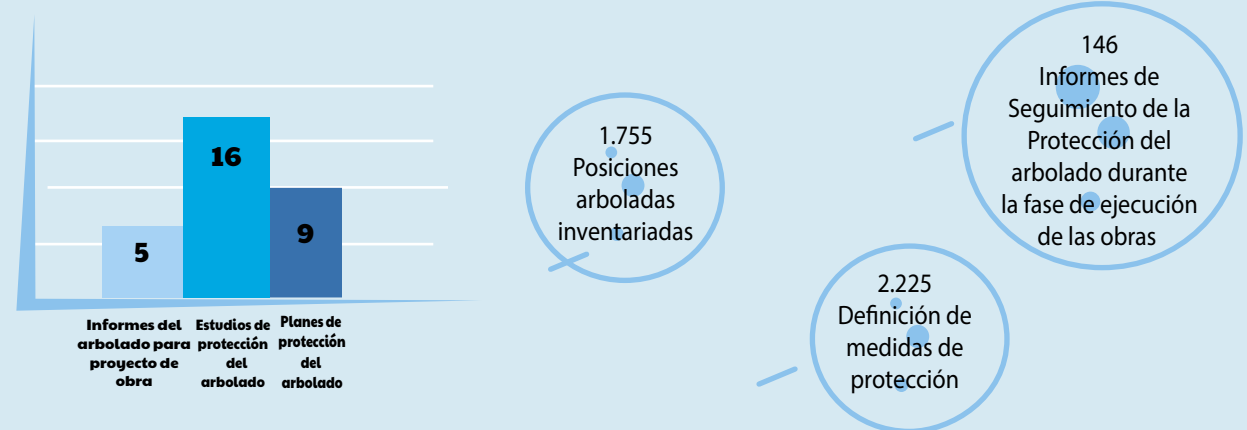 5
16
9
Informes del
arbolado para
proyecto de
obra
Estudios de
protección
del
arbolado
Planes de
protección
del
arbolado
1.755
Posiciones
arboladas
inventariadas
2.225
Definición de
medidas de
protección
146
Informes de
Seguimiento de la
Protección del
arbolado durante
la fase de ejecución
de las obras